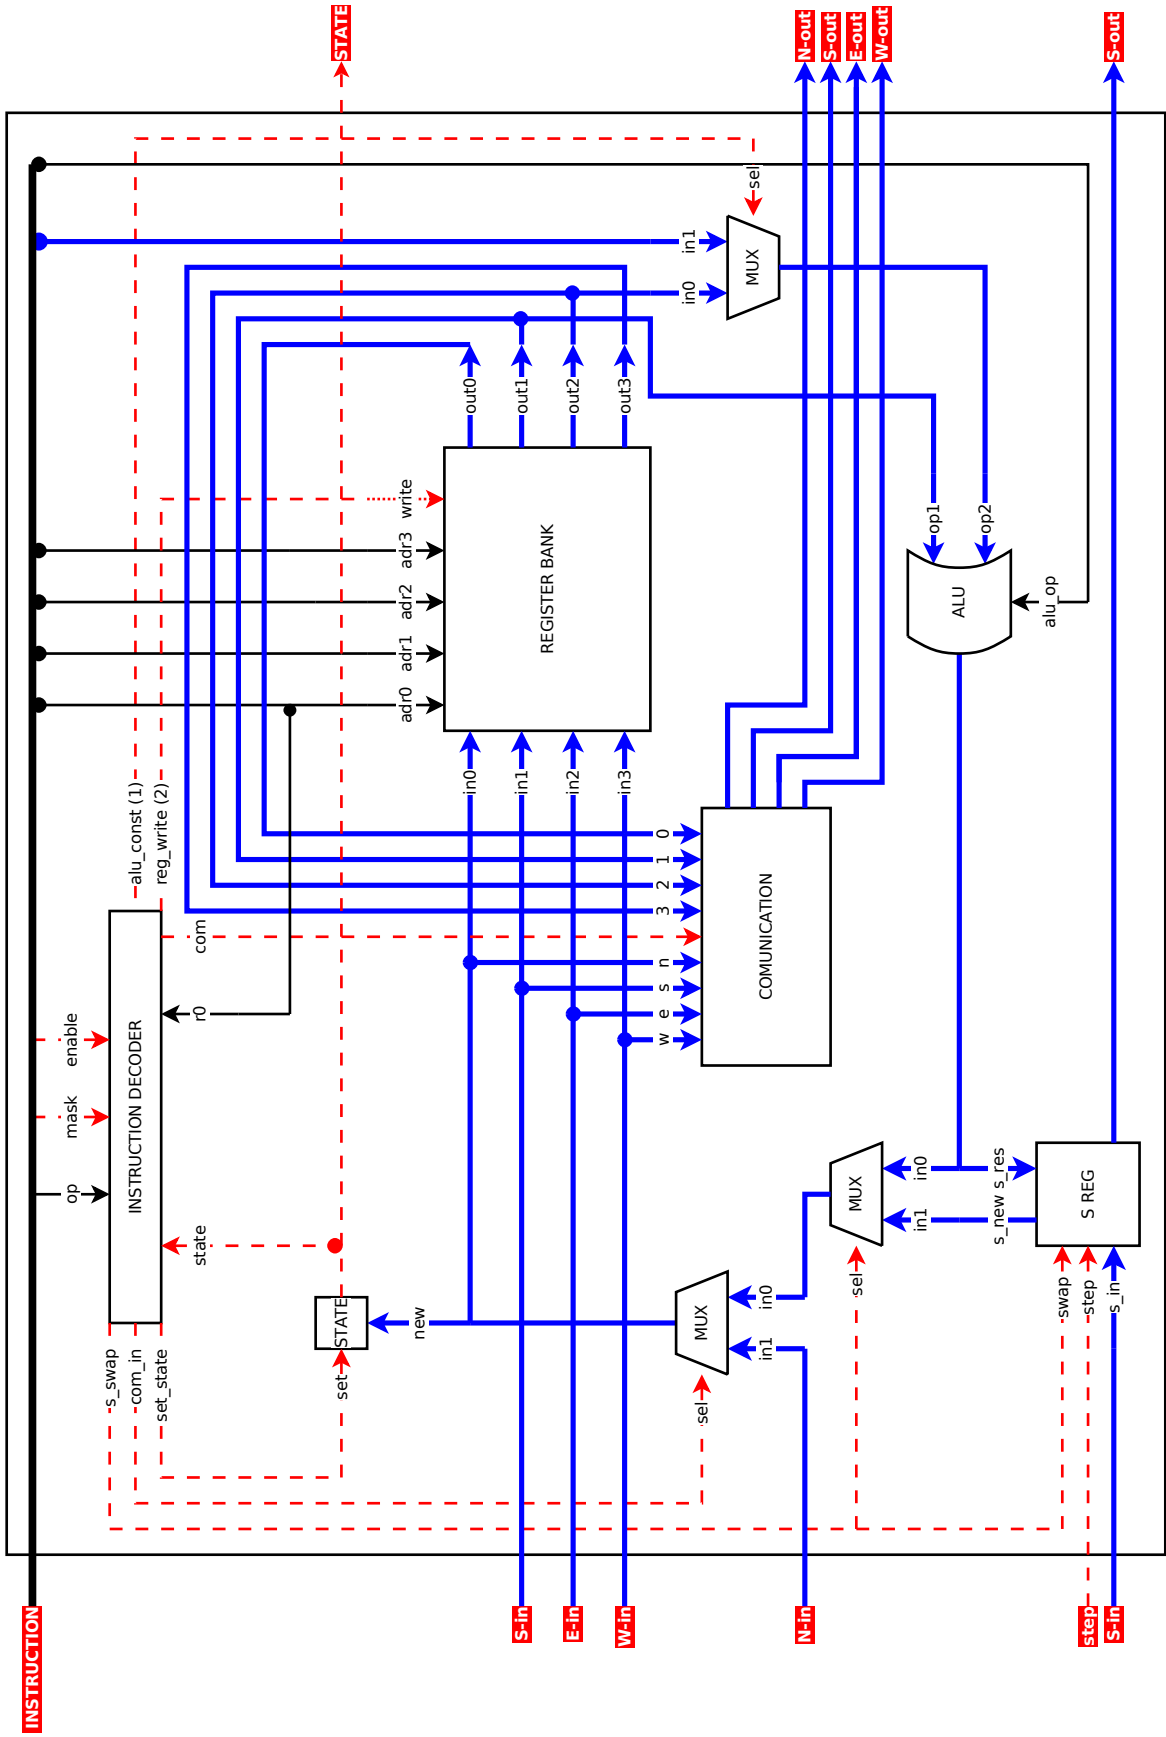 INSTRUCTION
op
mask
enable
INSTRUCTION DECODER
s_swap
com_in
set_state
state
r0
com
alu_const (1)
reg_write (2)
STATE
set
new
STATE
adr0
adr1
adr2
adr3
write
REGISTER BANK
in0
in1
in2
in3
out0
out1
out2
out3
S-in
E-in
W-in
N-in
MUX
sel
in1
in0
w
e
s
n
3
2
1
0
COMUNICATION
MUX
in0
in1
sel
N-out
S-out
E-out
W-out
MUX
sel
in1
in0
ALU
op1
op2
alu_op
s_new
s_res
S REG
swap
step
s_in
step
S-in
S-out